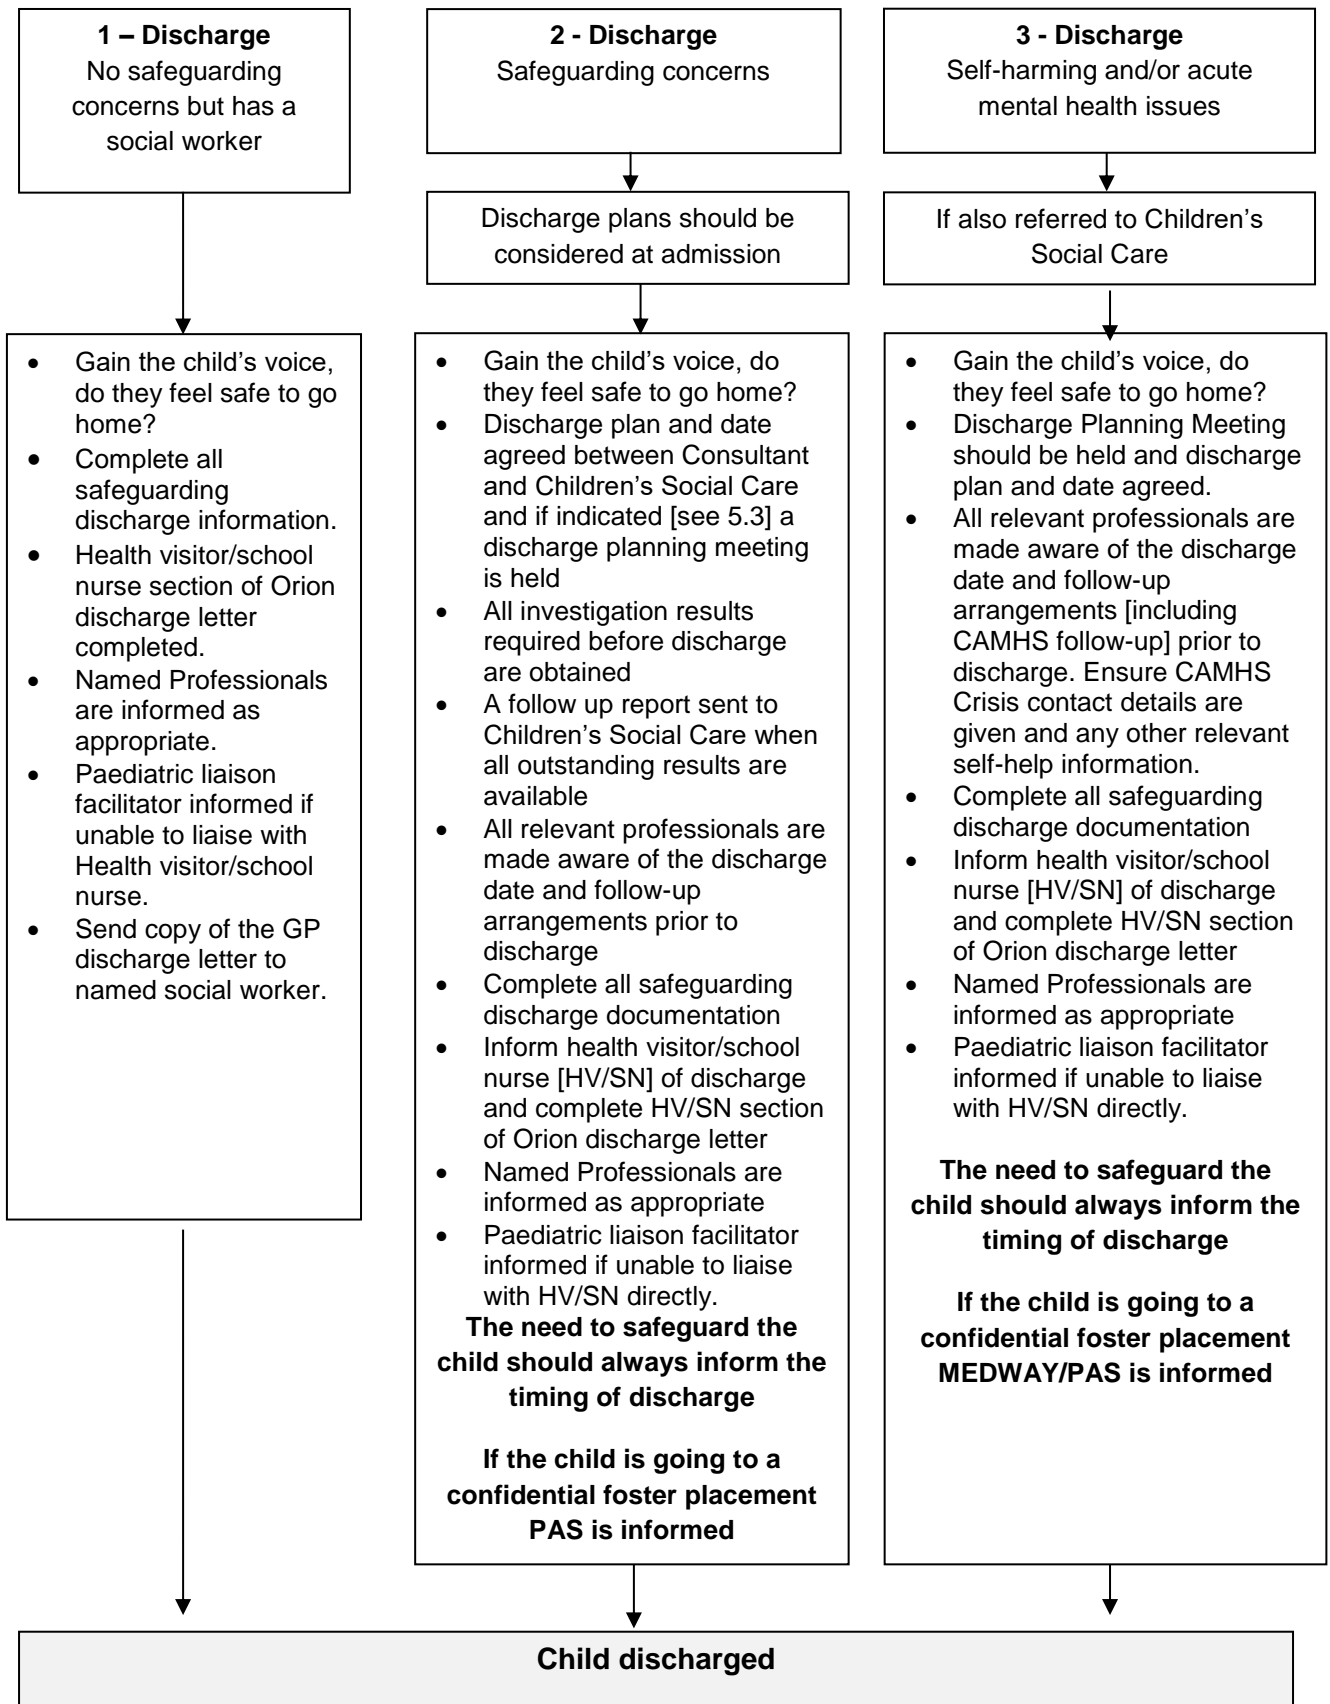 1 – Discharge
No safeguarding
concerns but has a
social worker
2 - Discharge
Safeguarding concerns
3 - Discharge
Self-harming and/or acute
mental health issues
Discharge plans should be
considered at admission
If also referred to Children’s
Social Care
• Gain the child’s voice,
do they feel safe to go
home?
• Complete all
safeguarding
discharge information.
• Health visitor/school
nurse section of Orion
discharge letter
completed.
• Named Professionals
are informed as
appropriate.
• Paediatric liaison
facilitator informed if
unable to liaise with
Health visitor/school
nurse.
• Send copy of the GP
discharge letter to
named social worker.
• Gain the child’s voice, do
they feel safe to go home?
• Discharge plan and date
agreed between Consultant
and Children’s Social Care
and if indicated [see 5.3] a
discharge planning meeting
is held
• All investigation results
required before discharge
are obtained
• A follow up report sent to
Children’s Social Care when
all outstanding results are
available
• All relevant professionals are
made aware of the discharge
date and follow-up
arrangements prior to
discharge
• Complete all safeguarding
discharge documentation
• Inform health visitor/school
nurse [HV/SN] of discharge
and complete HV/SN section
of Orion discharge letter
• Named Professionals are
informed as appropriate
• Paediatric liaison facilitator
informed if unable to liaise
with HV/SN directly.
The need to safeguard the
child should always inform the
timing of discharge
If the child is going to a
confidential foster placement
PAS is informed
• Gain the child’s voice, do
they feel safe to go home?
• Discharge Planning Meeting
should be held and discharge
plan and date agreed.
• All relevant professionals are
made aware of the discharge
date and follow-up
arrangements [including
CAMHS follow-up] prior to
discharge. Ensure CAMHS
Crisis contact details are
given and any other relevant
self-help information.
• Complete all safeguarding
discharge documentation
• Inform health visitor/school
nurse [HV/SN] of discharge
and complete HV/SN section
of Orion discharge letter
• Named Professionals are
informed as appropriate
• Paediatric liaison facilitator
informed if unable to liaise
with HV/SN directly.
The need to safeguard the
child should always inform the
timing of discharge
If the child is going to a
confidential foster placement
MEDWAY/PAS is informed
Child discharged